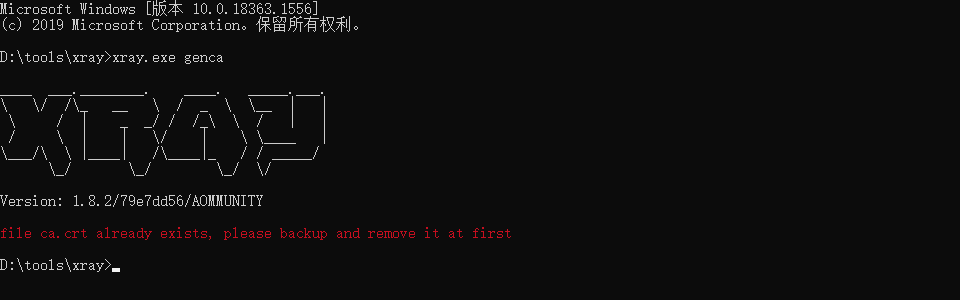 Microsoft Windows [版本 10.0.18363.1556]
(c) 2019 Microsoft Corporation。保留所有权利。
D:\tools\xray>xray.exe genca
XRAY
Version: 1.8.2/79e7dd56/AOMMUNITY
file ca.crt already exists, please backup and remove it at first
D:\tools\xray>